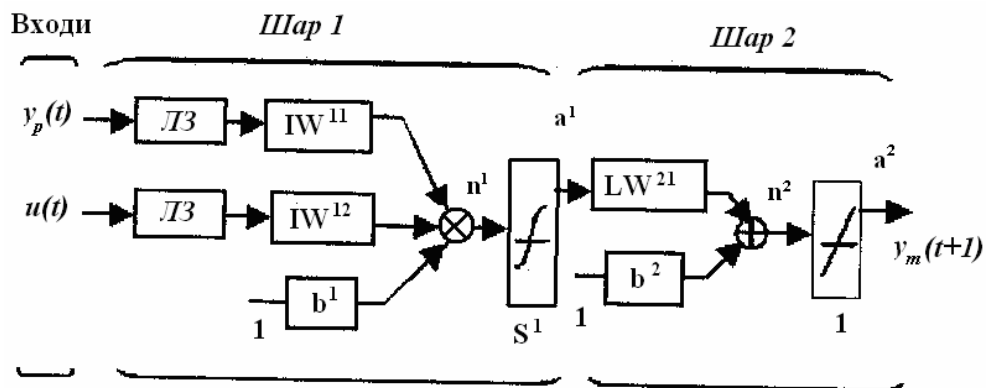 Входи
Шар 1
Шар 2
y_p(t)
ЛЗ
IW^11
a^1
LW^21
a^2
n^1
n^2
u(t)
ЛЗ
IW^12
y_m(t+1)
b^1
b^2
1
S^1
1
1